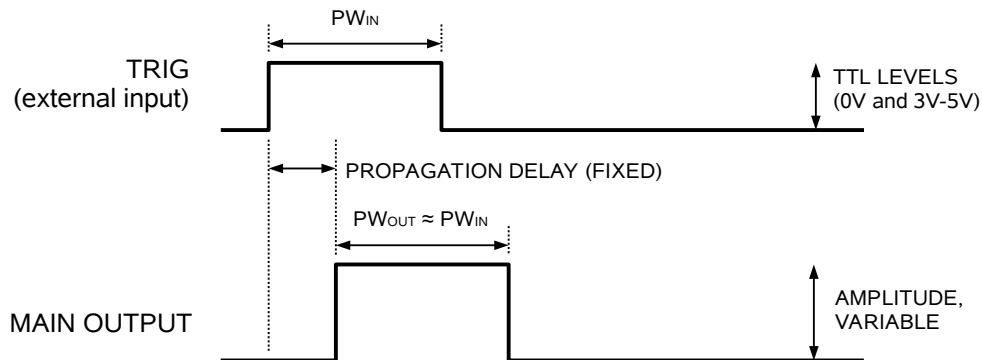 PWIN
TRIG
(external input)
TTL LEVELS
(0V and 3V-5V)
PROPAGATION DELAY (FIXED)
PWOUT ≈ PWIN
MAIN OUTPUT
AMPLITUDE,
VARIABLE